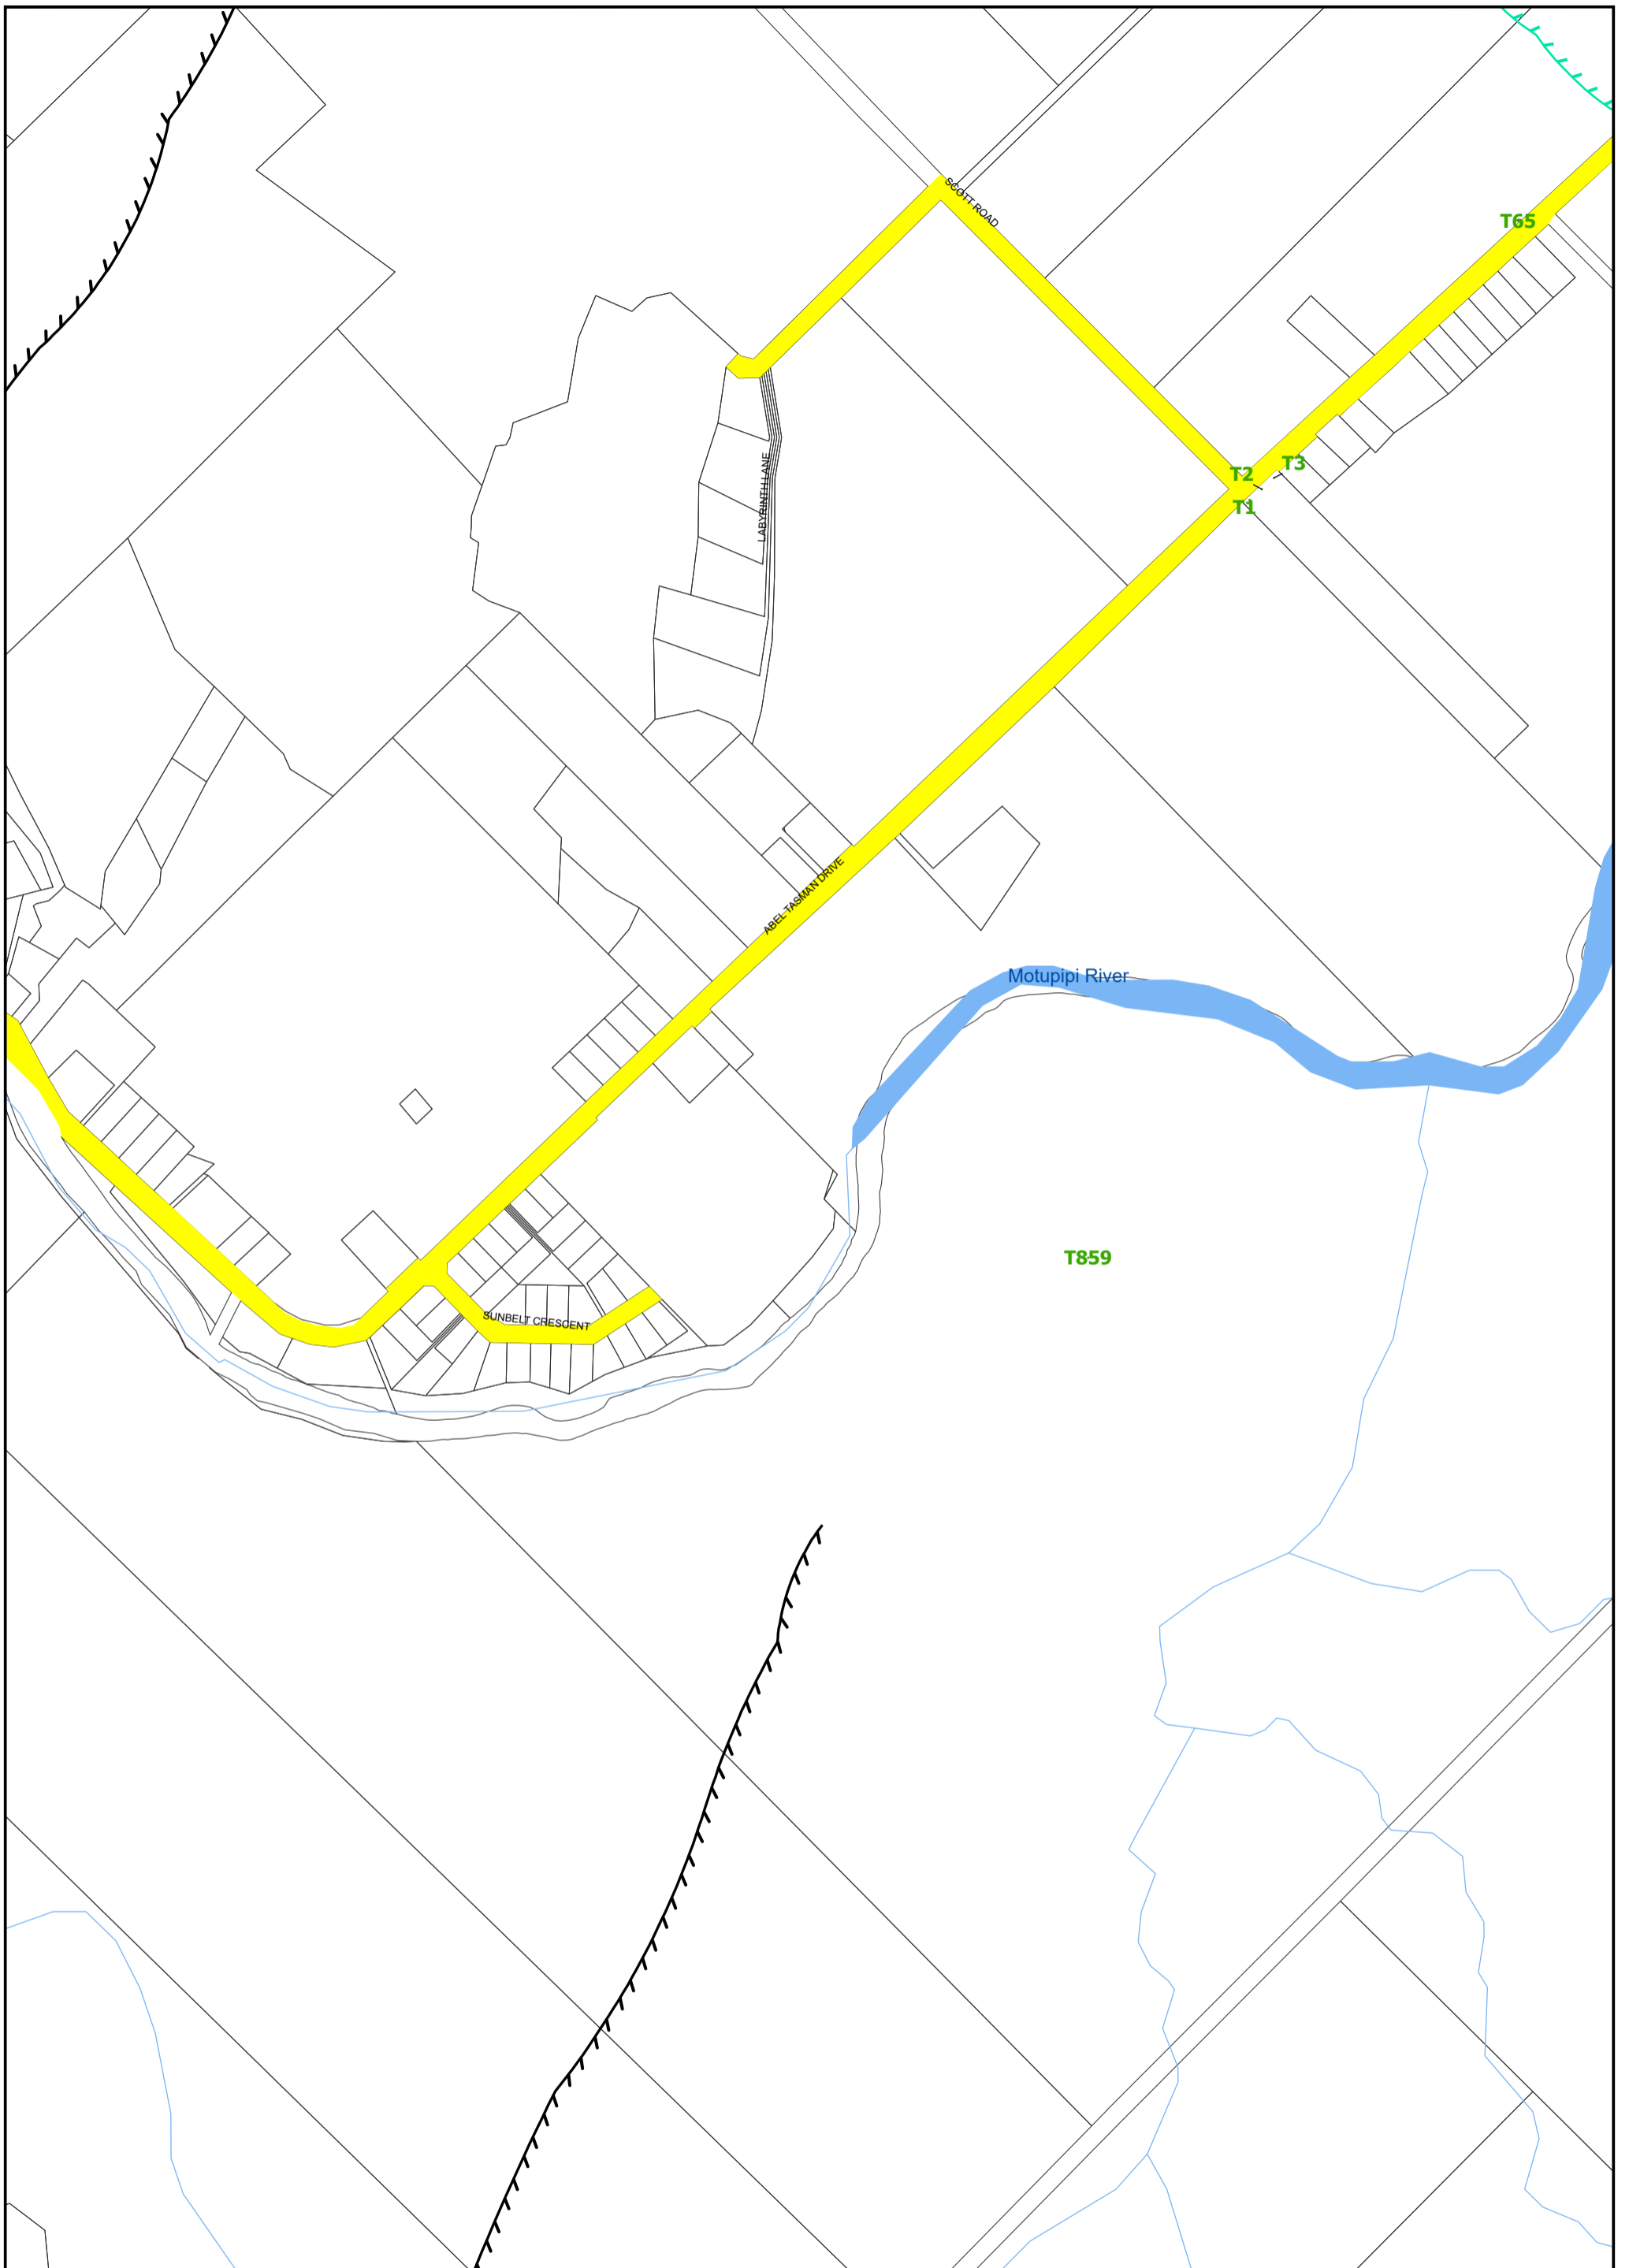 SCOTT ROAD
T65
T3
T2
T1
LABYRINTH LANE
ABEL TASMAN DRIVE
Motupipi River
T859
SUNBELT CRESCENT